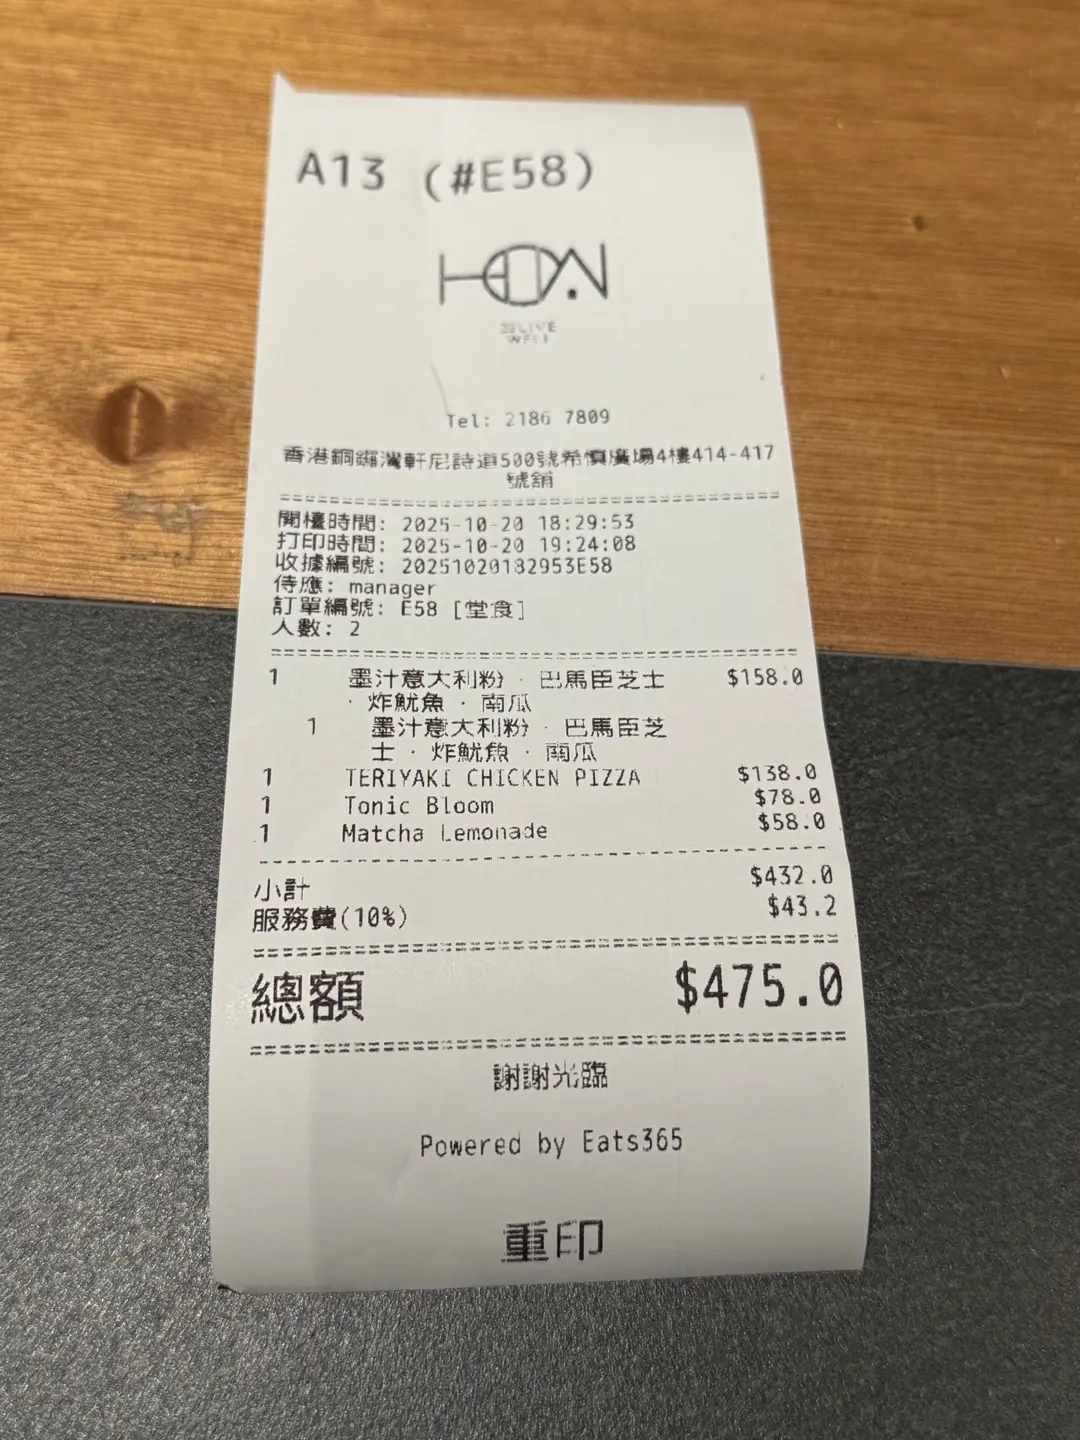 A13 (#E58)
HOON
LIVE
WELL
Tel: 2186 7809
香港銅鑼灣軒尼詩道500號希慎廣場4樓414-417
號舖
開檯時間: 2025-10-20 18:29:53
打印時間: 2025-10-20 19:24:08
收據編號: 20251020182953E58
侍應: manager
訂單編號: E58 [堂食]
人數: 2
1 墨汁意大利粉 · 巴馬臣芝士 $158.0
· 炸魷魚 · 南瓜
1 墨汁意大利粉 · 巴馬臣芝
士 · 炸魷魚 · 南瓜
1 TERIYAKI CHICKEN PIZZA $138.0
1 Tonic Bloom $78.0
1 Matcha Lemonade $58.0
小計 $432.0
服務費(10%) $43.2
總額 $475.0
謝謝光臨
Powered by Eats365
重印